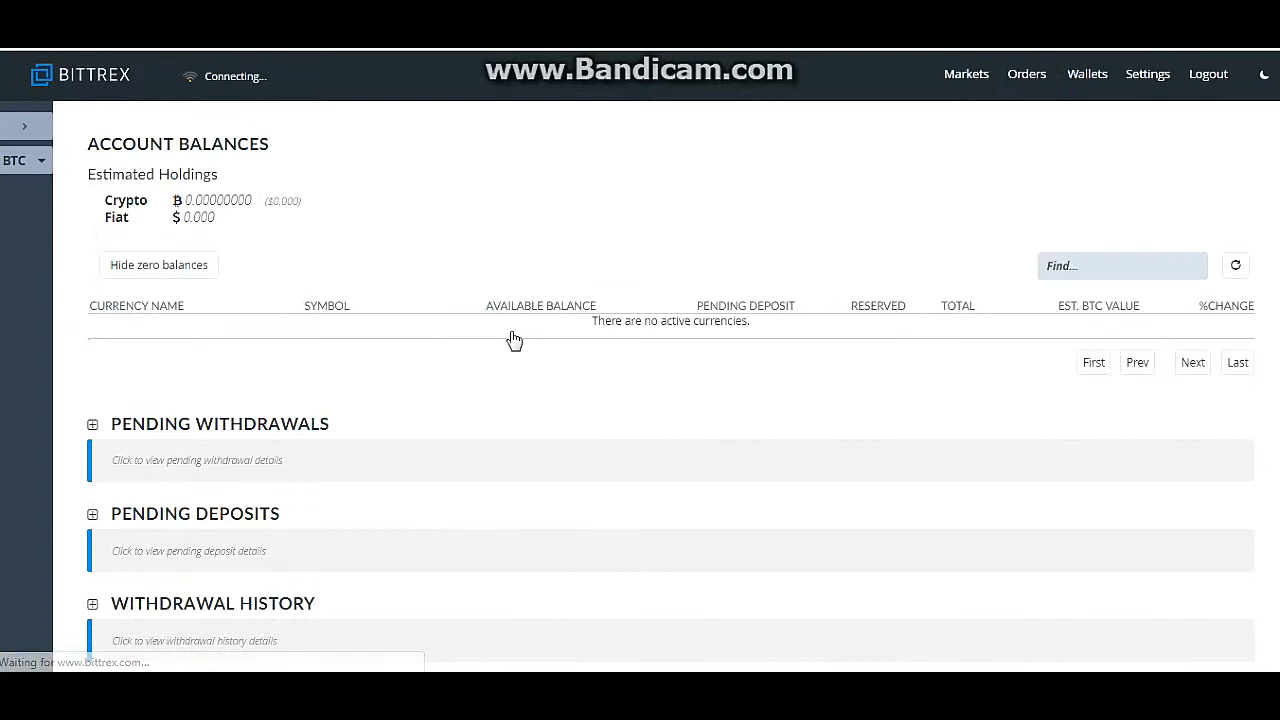 www.Bandicam.com
BITTREX
Connecting...
Markets Orders Wallets Settings Logout
BTC
ACCOUNT BALANCES
Estimated Holdings
Crypto ₿ 0.00000000 ($0.000)
Fiat $ 0.000
Hide zero balances
Find...
CURRENCY NAME SYMBOL AVAILABLE BALANCE PENDING DEPOSIT RESERVED TOTAL EST. BTC VALUE %CHANGE
There are no active currencies.
First Prev Next Last
PENDING WITHDRAWALS
Click to view pending withdrawal details
PENDING DEPOSITS
Click to view pending deposit details
WITHDRAWAL HISTORY
Click to view withdrawal history details
Waiting for www.bittrex.com...